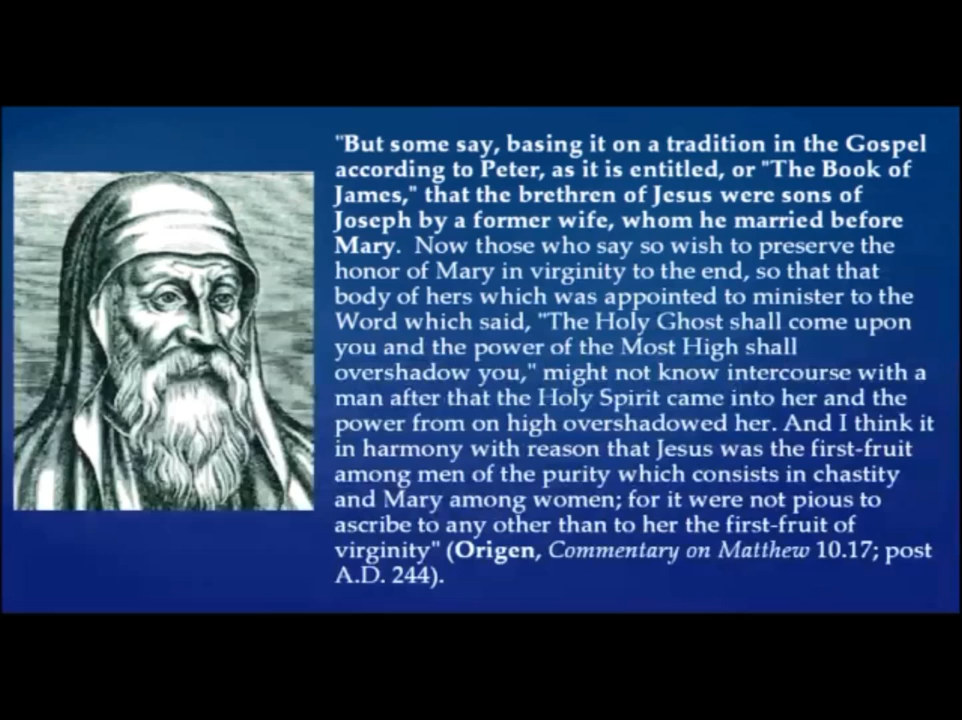 "But some say, basing it on a tradition in the Gospel
according to Peter, as it is entitled, or "The Book of
James," that the brethren of Jesus were sons of
Joseph by a former wife, whom he married before
Mary. Now those who say so wish to preserve the
honor of Mary in virginity to the end, so that that
body of hers which was appointed to minister to the
Word which said, "The Holy Ghost shall come upon
you and the power of the Most High shall
overshadow you," might not know intercourse with a
man after that the Holy Spirit came into her and the
power from on high overshadowed her. And I think it
in harmony with reason that Jesus was the first-fruit
among men of the purity which consists in chastity
and Mary among women; for it were not pious to
ascribe to any other than to her the first-fruit of
virginity" (Origen, Commentary on Matthew 10.17; post
A.D. 244).